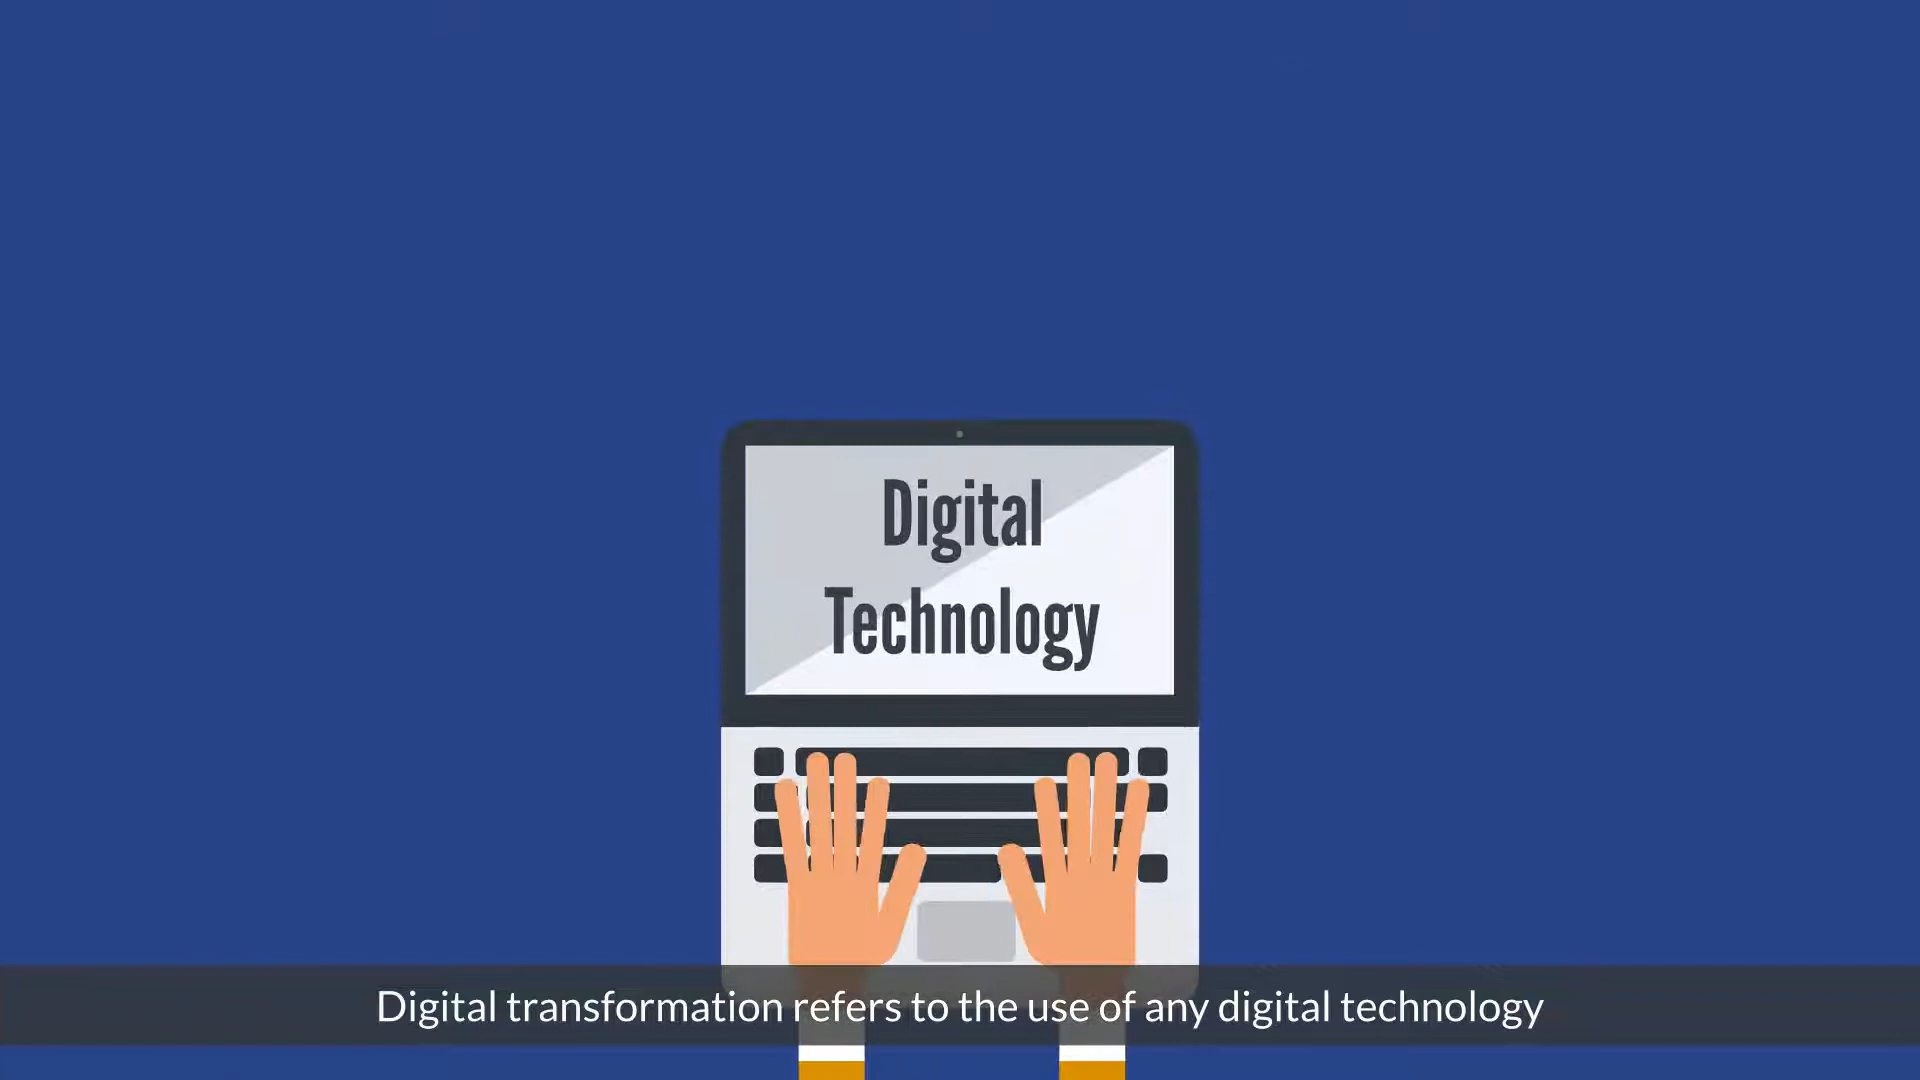 Digital
Technology
Digital transformation refers to the use of any digital technology